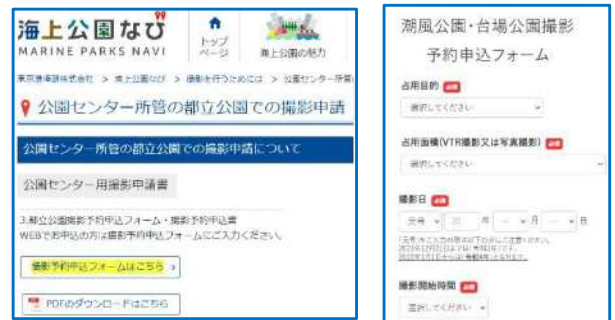 海上公園なび
MARINE PARKS NAVI
トップ
ページ
海上公園の魅力
東京港埠頭株式会社 > 海上公園なび > 撮影を行うためには > 公園センター所管
公園センター所管の都立公園での撮影申請
公園センター所管の都立公園での撮影申請について
公園センター用撮影申請書
3.都立公園撮影予約申込フォーム・撮影予約申込書
WEBでお申込の方は撮影予約申込フォームにご入力ください。
撮影予約申込フォームはこちら ›
PDFのダウンロードはこちら
潮風公園・台場公園撮影
予約申込フォーム
占用目的 必須
選択してください
占用面積(VTR撮影又は写真撮影) 必須
選択してください
撮影日 必須
元号 年 月 日
撮影開始時間 必須
選択してください